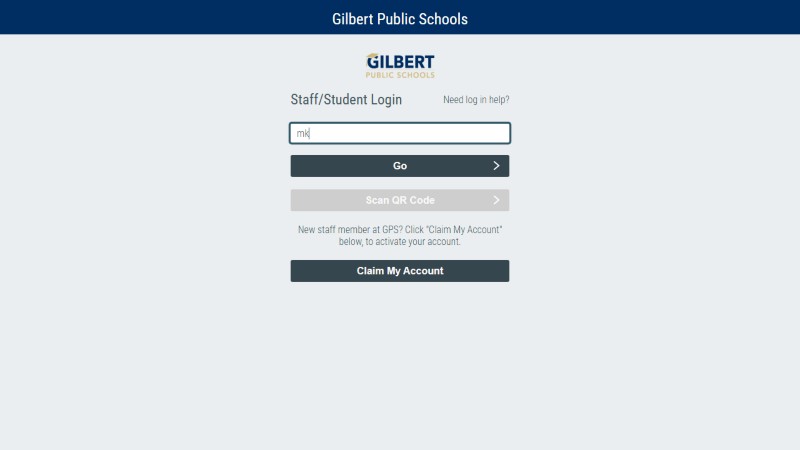 Gilbert Public Schools
GILBERT
PUBLIC SCHOOLS
Staff/Student Login
Need log in help?
mk
Go
Scan QR Code
New staff member at GPS? Click "Claim My Account"
below, to activate your account.
Claim My Account